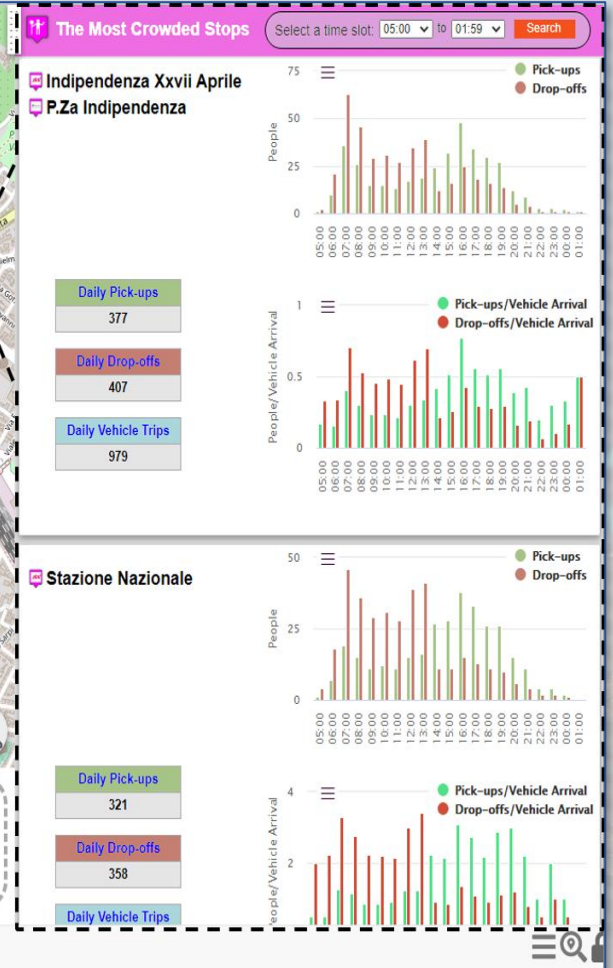 The Most Crowded Stops
Select a time slot: 05:00 to 01:59 Search
Indipendenza Xxvii Aprile
P.Za Indipendenza
Pick-ups
Drop-offs
75
50
25
0
People
05:00 06:00 07:00 08:00 09:00 10:00 11:00 12:00 13:00 14:00 15:00 16:00 17:00 18:00 19:00 20:00 21:00 22:00 23:00 00:00 01:00
Daily Pick-ups
377
Daily Drop-offs
407
Daily Vehicle Trips
979
Pick-ups/Vehicle Arrival
Drop-offs/Vehicle Arrival
1
0.5
0
People/Vehicle Arrival
05:00 06:00 07:00 08:00 09:00 10:00 11:00 12:00 13:00 14:00 15:00 16:00 17:00 18:00 19:00 20:00 21:00 22:00 23:00 00:00 01:00
Stazione Nazionale
Pick-ups
Drop-offs
50
25
0
People
05:00 06:00 07:00 08:00 09:00 10:00 11:00 12:00 13:00 14:00 15:00 16:00 17:00 18:00 19:00 20:00 21:00 22:00 23:00 00:00 01:00
Daily Pick-ups
321
Daily Drop-offs
358
Daily Vehicle Trips
Pick-ups/Vehicle Arrival
Drop-offs/Vehicle Arrival
4
2
eople/Vehicle Arrival